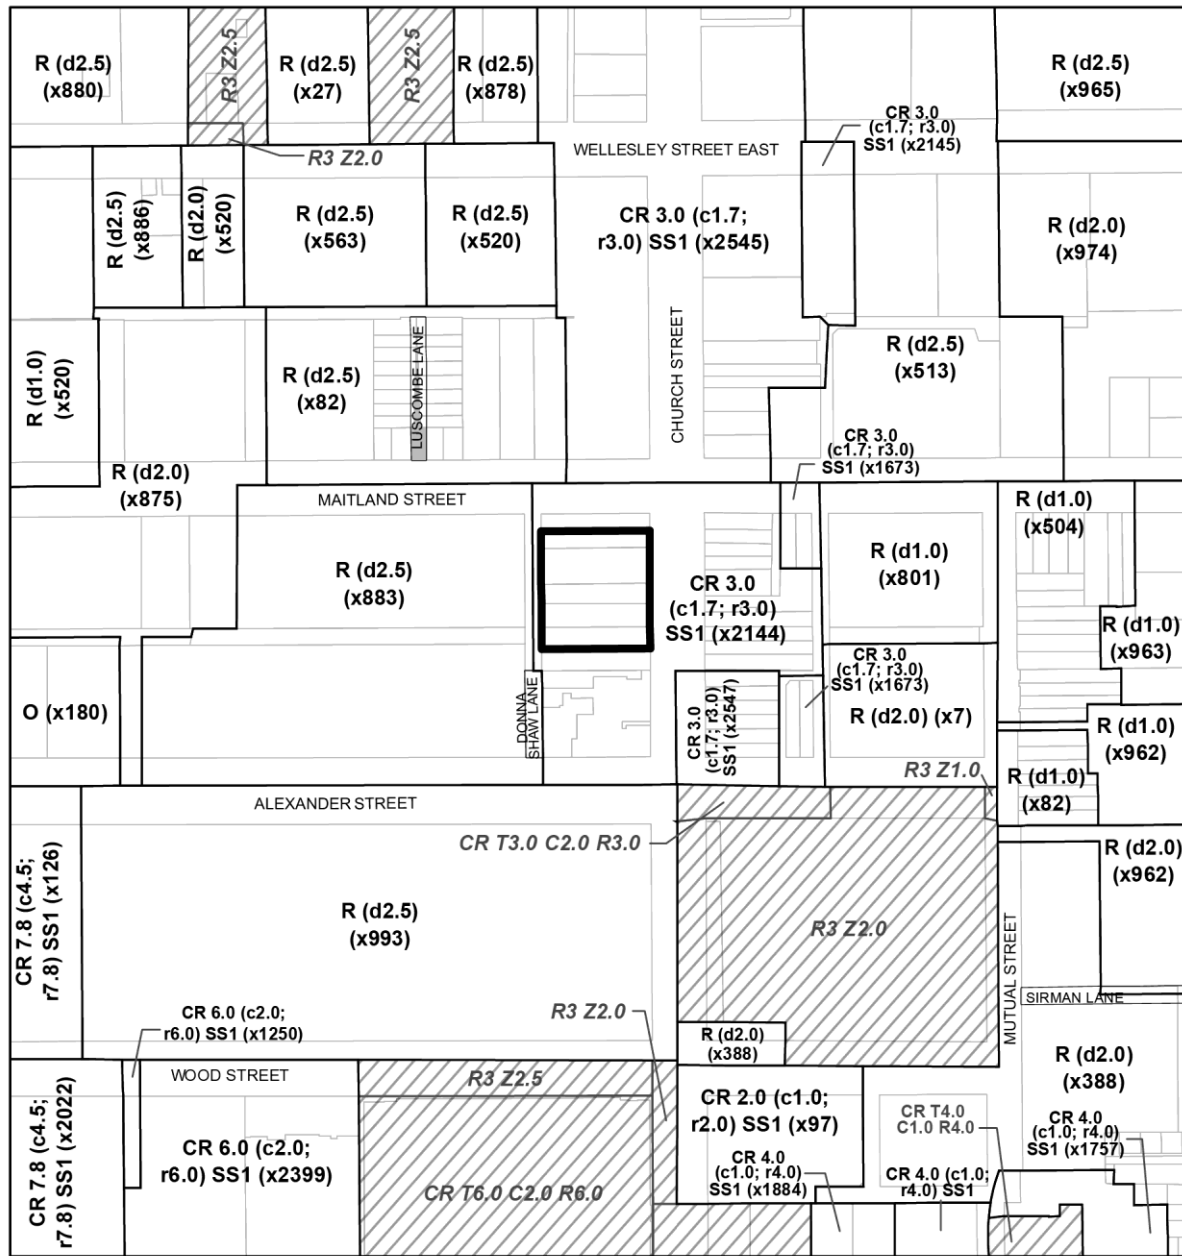 R (d2.5)
(x880)
R3 Z2.5
R (d2.5)
(x27)
R3 Z2.5
R (d2.5)
(x878)
R (d2.5)
(x965)
CR 3.0
(c1.7; r3.0)
SS1 (x2145)
R3 Z2.0
WELLESLEY STREET EAST
R (d2.5)
(x886)
R (d2.0)
(x520)
R (d2.5)
(x563)
R (d2.5)
(x520)
CR 3.0 (c1.7;
r3.0) SS1 (x2545)
R (d2.0)
(x974)
R (d1.0)
(x520)
R (d2.5)
(x82)
LUSCOMBE LANE
CHURCH STREET
R (d2.5)
(x513)
CR 3.0
(c1.7; r3.0)
SS1 (x1673)
R (d2.0)
(x875)
MAITLAND STREET
R (d1.0)
(x504)
R (d2.5)
(x883)
CR 3.0
(c1.7; r3.0)
SS1 (x2144)
R (d1.0)
(x801)
R (d1.0)
(x963)
CR 3.0
(c1.7; r3.0)
SS1 (x1673)
O (x180)
DONNA
SHAW LANE
CR 3.0
(c1.7; r3.0)
SS1 (x2547)
R (d2.0) (x7)
R (d1.0)
(x962)
R3 Z1.0
R (d1.0)
(x82)
ALEXANDER STREET
CR T3.0 C2.0 R3.0
R (d2.0)
(x962)
CR 7.8 (c4.5;
r7.8) SS1 (x126)
R (d2.5)
(x993)
R3 Z2.0
MUTUAL STREET
SIRMAN LANE
CR 6.0 (c2.0;
r6.0) SS1 (x1250)
R3 Z2.0
R (d2.0)
(x388)
R (d2.0)
(x388)
WOOD STREET
R3 Z2.5
CR 7.8 (c4.5;
r7.8) SS1 (x2022)
CR 6.0 (c2.0;
r6.0) SS1 (x2399)
CR T6.0 C2.0 R6.0
CR 2.0 (c1.0;
r2.0) SS1 (x97)
CR T4.0
C1.0 R4.0
CR 4.0
(c1.0; r4.0)
SS1 (x1757)
CR 4.0
(c1.0; r4.0)
SS1 (x1884)
CR 4.0 (c1.0;
r4.0) SS1